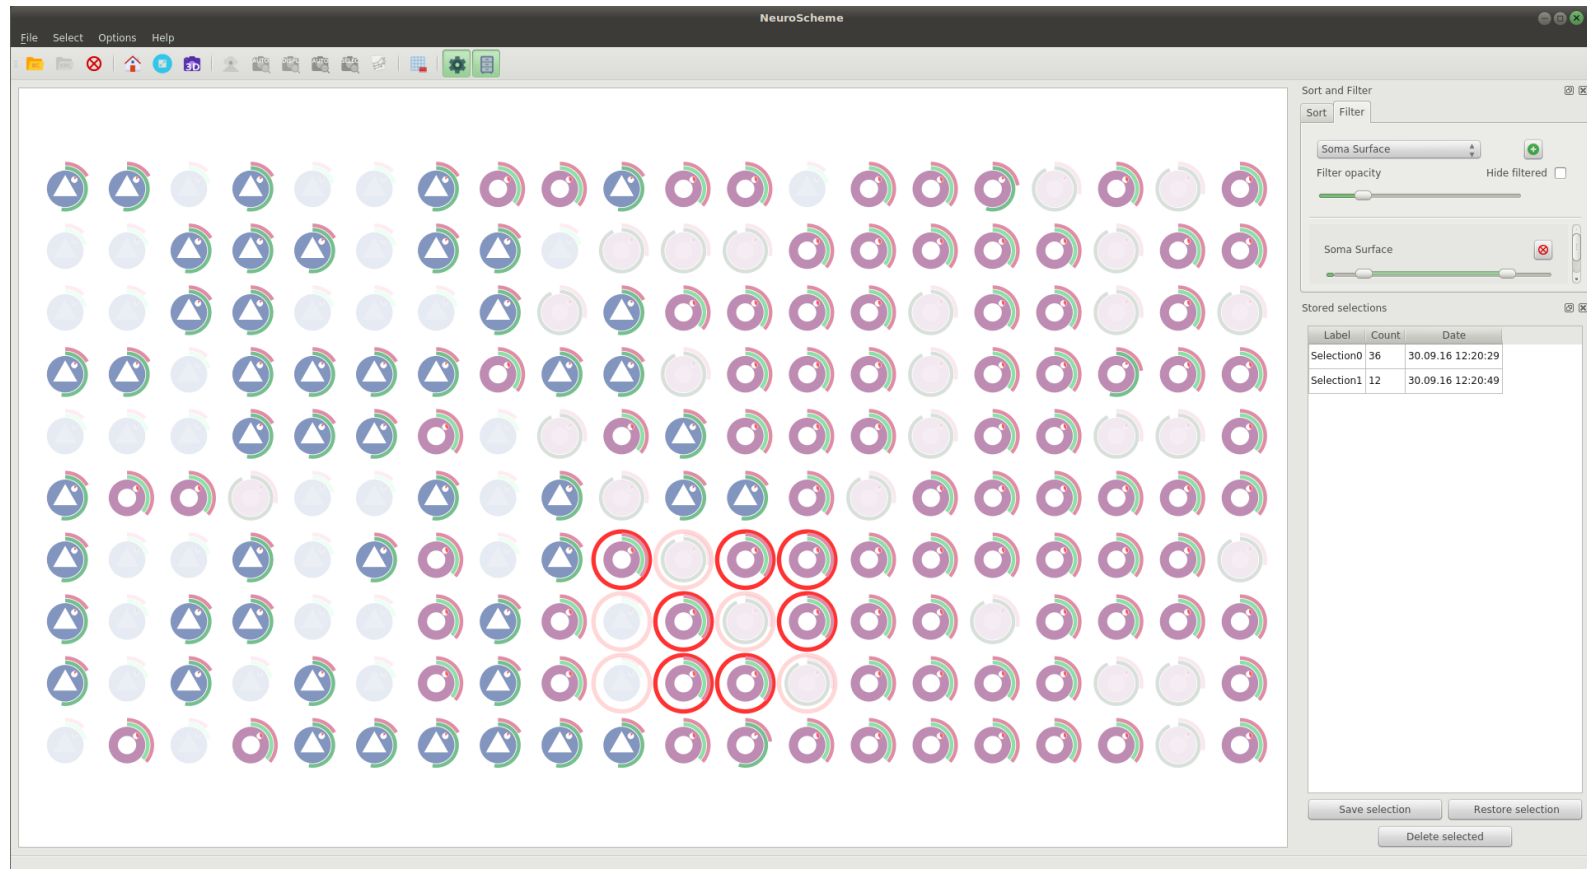 NeuroScheme
File Select Options Help
3D
Sort and Filter
Sort Filter
Soma Surface
Filter opacity Hide filtered
Soma Surface
Stored selections
Label Count Date
Selection0 36 30.09.16 12:20:29
Selection1 12 30.09.16 12:20:49
Save selection Restore selection
Delete selected